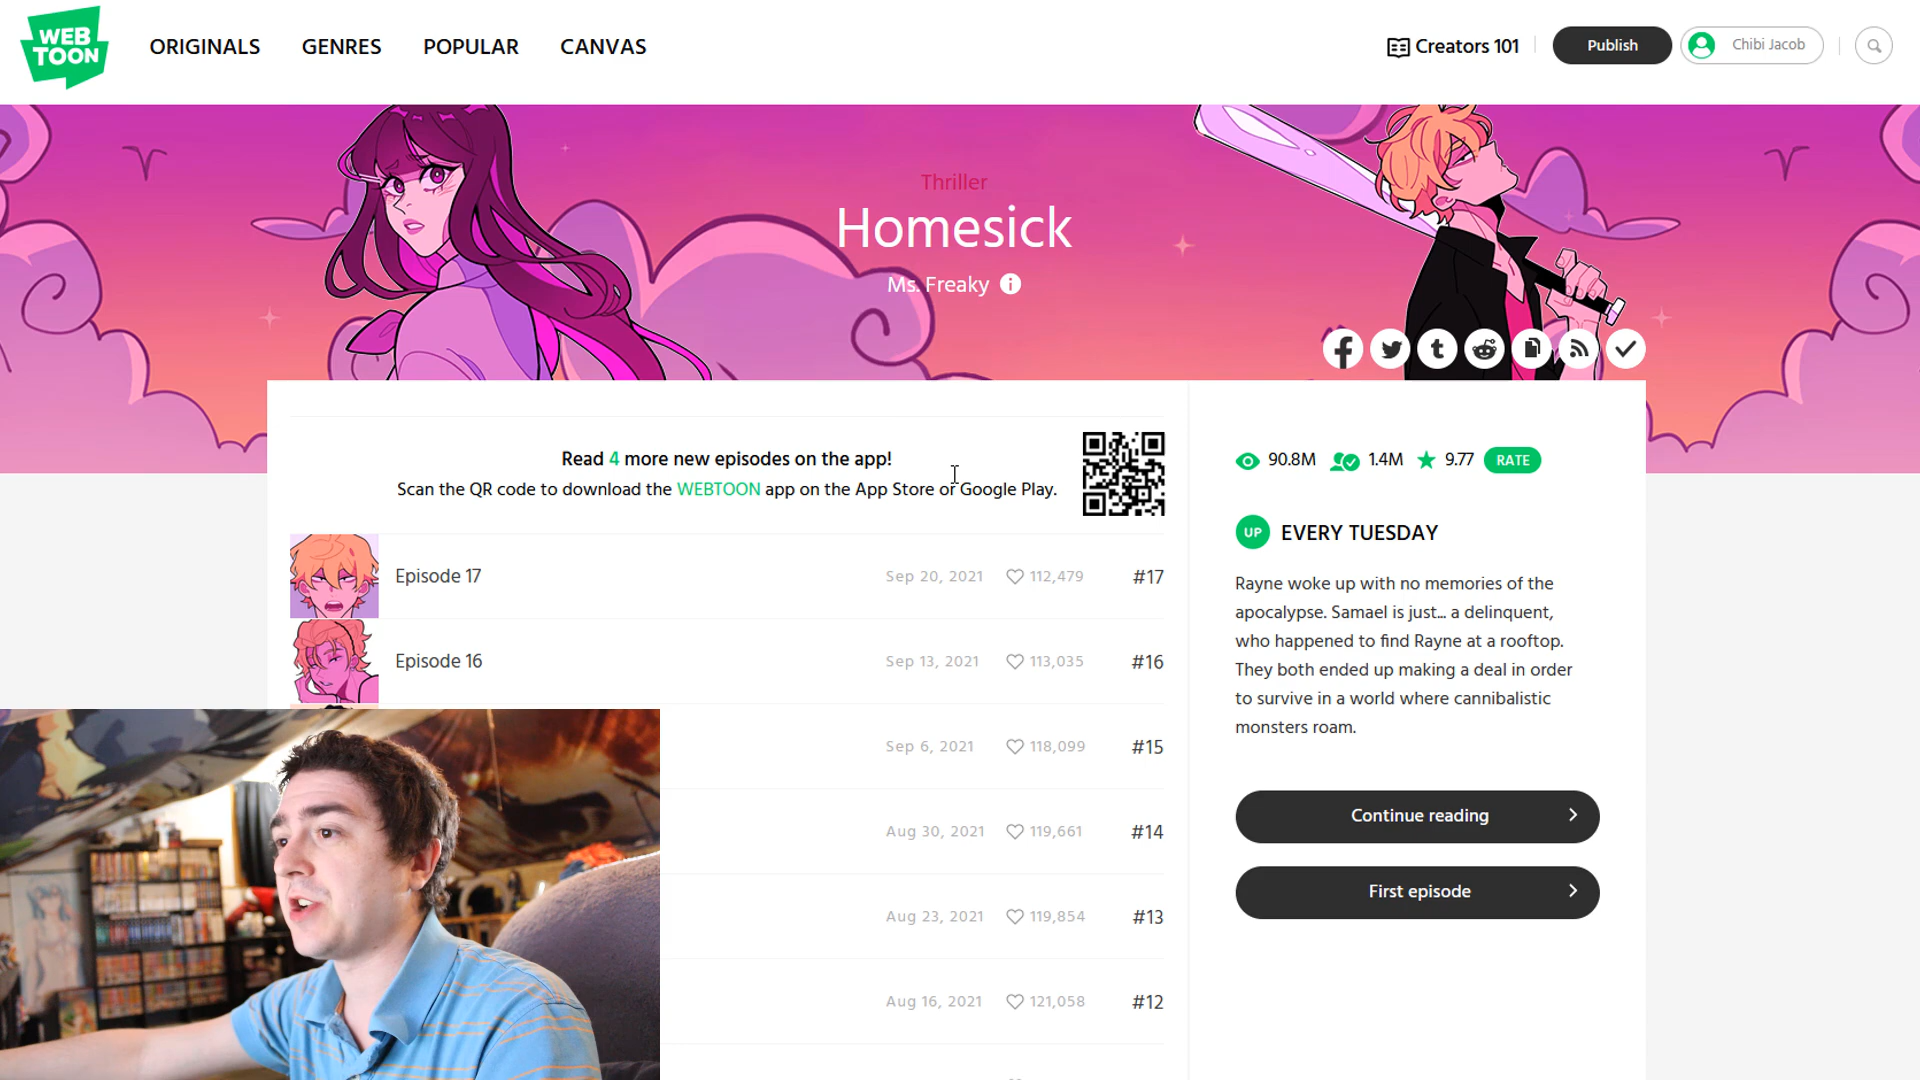 WEB
TOON
ORIGINALS
GENRES
POPULAR
CANVAS
Creators 101
Publish
Chibi Jacob
Thriller
Homesick
Ms. Freaky
Read 4 more new episodes on the app!
Scan the QR code to download the WEBTOON app on the App Store or Google Play.
Episode 17
Sep 20, 2021
112,479
#17
Episode 16
Sep 13, 2021
113,035
#16
Sep 6, 2021
118,099
#15
Aug 30, 2021
119,661
#14
Aug 23, 2021
119,854
#13
Aug 16, 2021
121,058
#12
90.8M
1.4M
9.77
RATE
UP
EVERY TUESDAY
Rayne woke up with no memories of the
apocalypse. Samael is just... a delinquent,
who happened to find Rayne at a rooftop.
They both ended up making a deal in order
to survive in a world where cannibalistic
monsters roam.
Continue reading
First episode